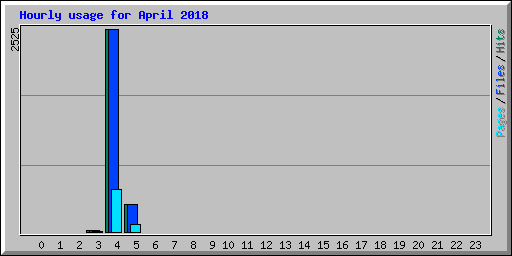 Hourly usage for April 2018
2525
Pages/Files/Hits
0 1 2 3 4 5 6 7 8 9 10 11 12 13 14 15 16 17 18 19 20 21 22 23